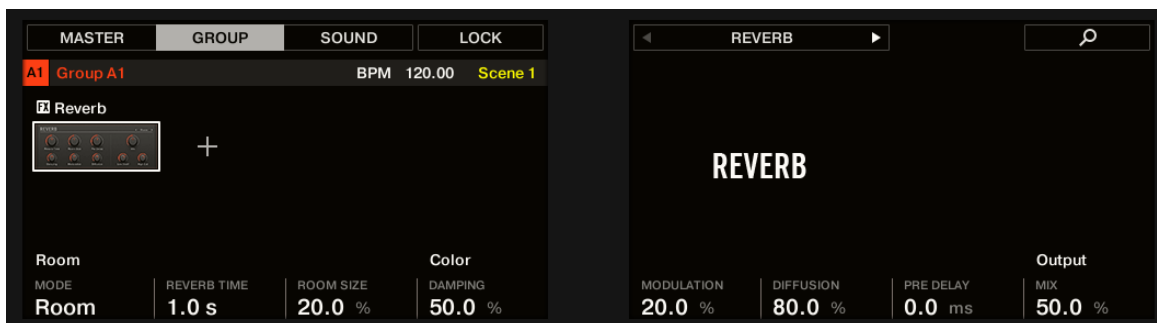 MASTER GROUP SOUND LOCK
A1 Group A1 BPM 120.00 Scene 1
FX Reverb
REVERB
+
Room Color
MODE REVERB TIME ROOM SIZE DAMPING
Room 1.0 s 20.0 % 50.0 %
REVERB
REVERB
Output
MODULATION DIFFUSION PRE DELAY MIX
20.0 % 80.0 % 0.0 ms 50.0 %